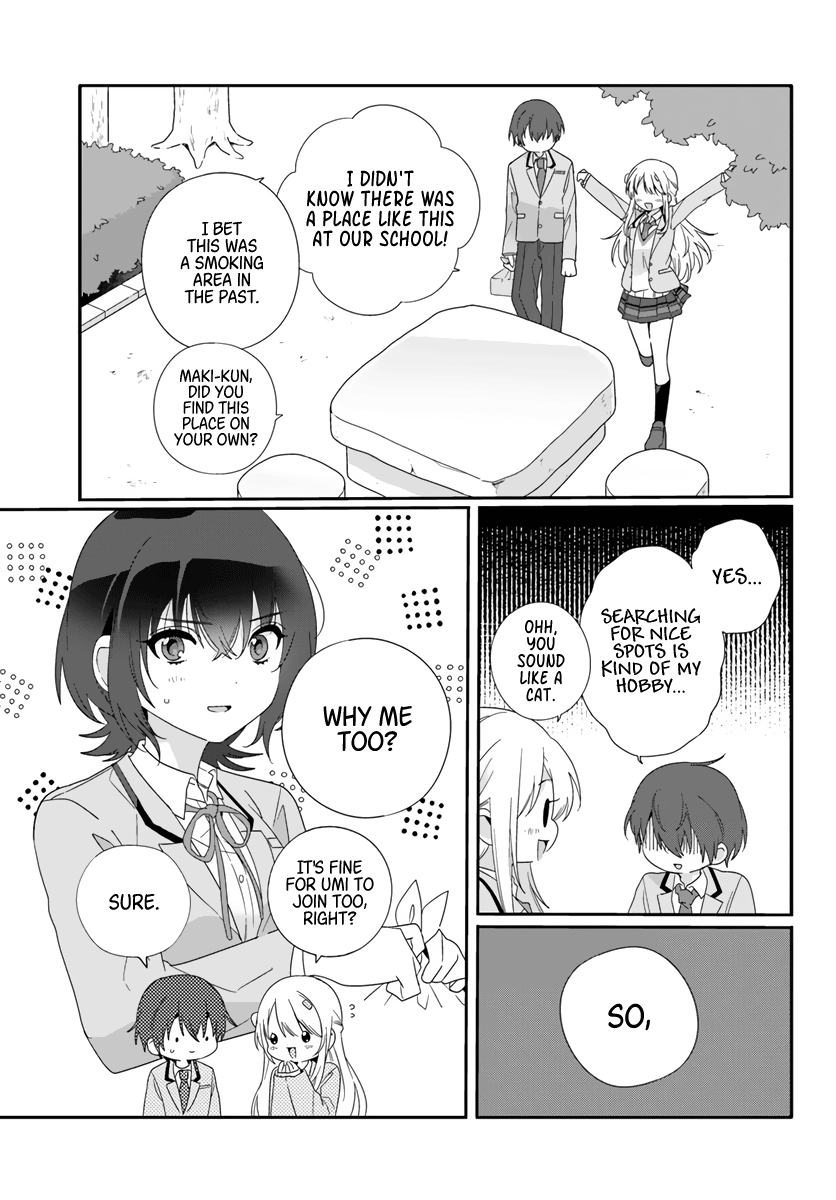 I DIDN'T
KNOW THERE WAS
A PLACE LIKE THIS
AT OUR SCHOOL!
I BET
THIS WAS
A SMOKING
AREA IN
THE PAST.
MAKI-KUN,
DID YOU
FIND THIS
PLACE ON
YOUR OWN?
YES...
SEARCHING
FOR NICE
SPOTS IS
KIND OF MY
HOBBY...
OHH,
YOU
SOUND
LIKE A
CAT.
SO,
WHY ME
TOO?
IT'S FINE
FOR UMI TO
JOIN TOO,
RIGHT?
SURE.